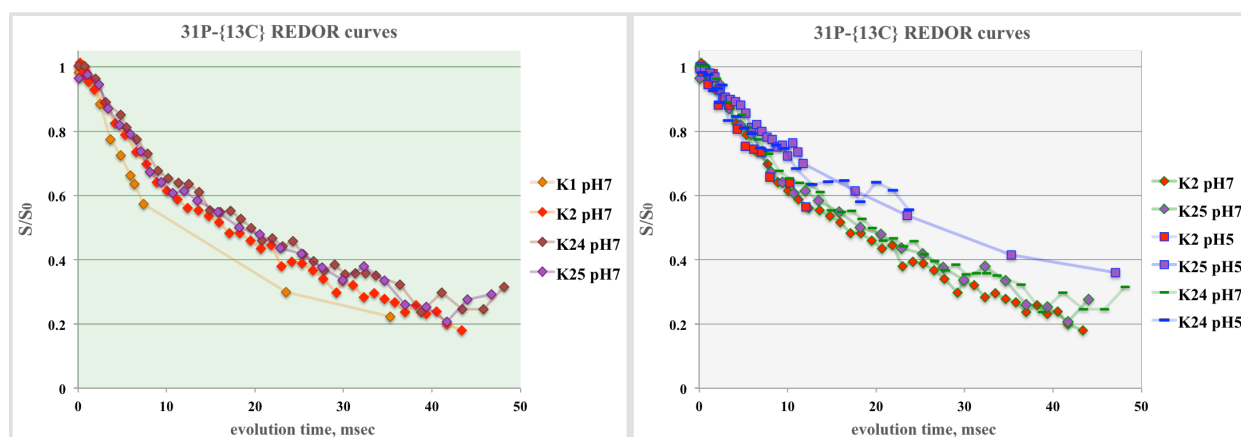 31P-{13C} REDOR curves
S/S0
1
0.8
0.6
0.4
0.2
0
0 10 20 30 40 50
evolution time, msec
K1 pH7
K2 pH7
K24 pH7
K25 pH7
31P-{13C} REDOR curves
S/S0
1
0.8
0.6
0.4
0.2
0
0 10 20 30 40 50
evolution time, msec
K2 pH7
K25 pH7
K2 pH5
K25 pH5
K24 pH7
K24 pH5